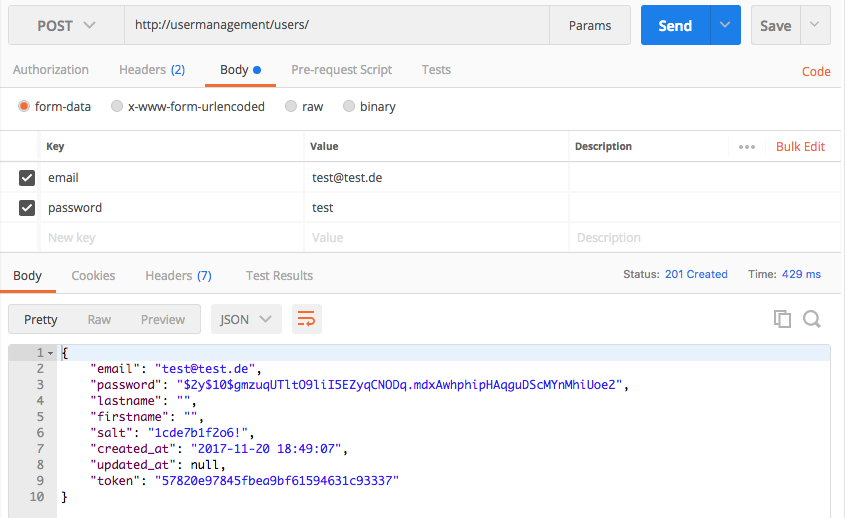 POST http://usermanagement/users/ Params Send Save
Authorization Headers (2) Body Pre-request Script Tests Code
form-data x-www-form-urlencoded raw binary
Key Value Description ••• Bulk Edit
email test@test.de
password test
New key Value Description
Body Cookies Headers (7) Test Results Status: 201 Created Time: 429 ms
Pretty Raw Preview JSON
1 {
2 "email": "test@test.de",
3 "password": "$2y$10$gmzuqUTltO9liI5EZyqCNODq.mdxAwhphipHAqguDScMYnMhiUoe2",
4 "lastname": "",
5 "firstname": "",
6 "salt": "1cde7b1f2o6!",
7 "created_at": "2017-11-20 18:49:07",
8 "updated_at": null,
9 "token": "57820e97845fbea9bf61594631c93337"
10 }